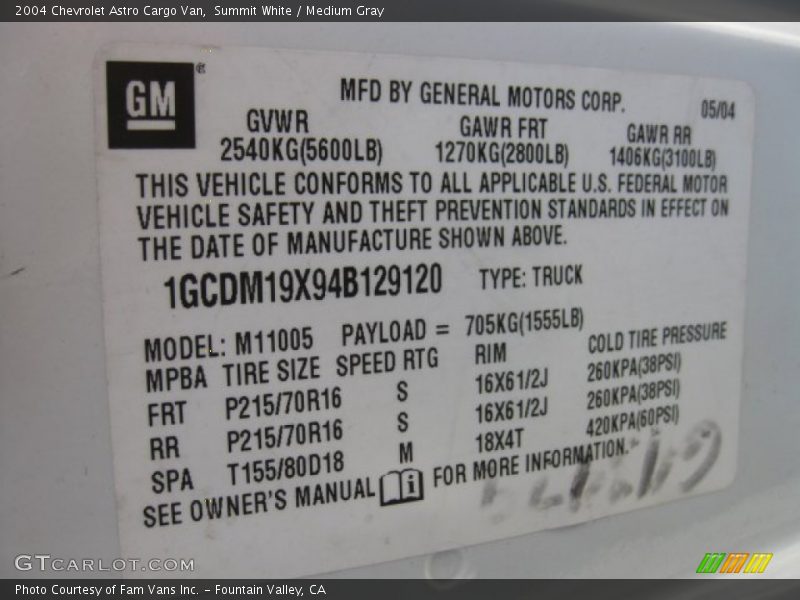 2004 Chevrolet Astro Cargo Van,  Summit White / Medium Gray
GM®
MFD BY GENERAL MOTORS CORP. 05/04
GVWR GAWR FRT GAWR RR
2540KG(5600LB) 1270KG(2800LB) 1406KG(3100LB)
THIS VEHICLE CONFORMS TO ALL APPLICABLE U.S. FEDERAL MOTOR
VEHICLE SAFETY AND THEFT PREVENTION STANDARDS IN EFFECT ON
THE DATE OF MANUFACTURE SHOWN ABOVE.
1GCDM19X94B129120 TYPE: TRUCK
MODEL: M11005 PAYLOAD = 705KG(1555LB)
MPBA TIRE SIZE SPEED RTG RIM COLD TIRE PRESSURE
FRT P215/70R16 S 16X61/2J 260KPA(38PSI)
RR P215/70R16 S 16X61/2J 260KPA(38PSI)
SPA T155/80D18 M 18X4T 420KPA(60PSI)
SEE OWNER'S MANUAL i FOR MORE INFORMATION.
GTCARLOT.COM
Photo Courtesy of Fam Vans Inc. - Fountain Valley, CA